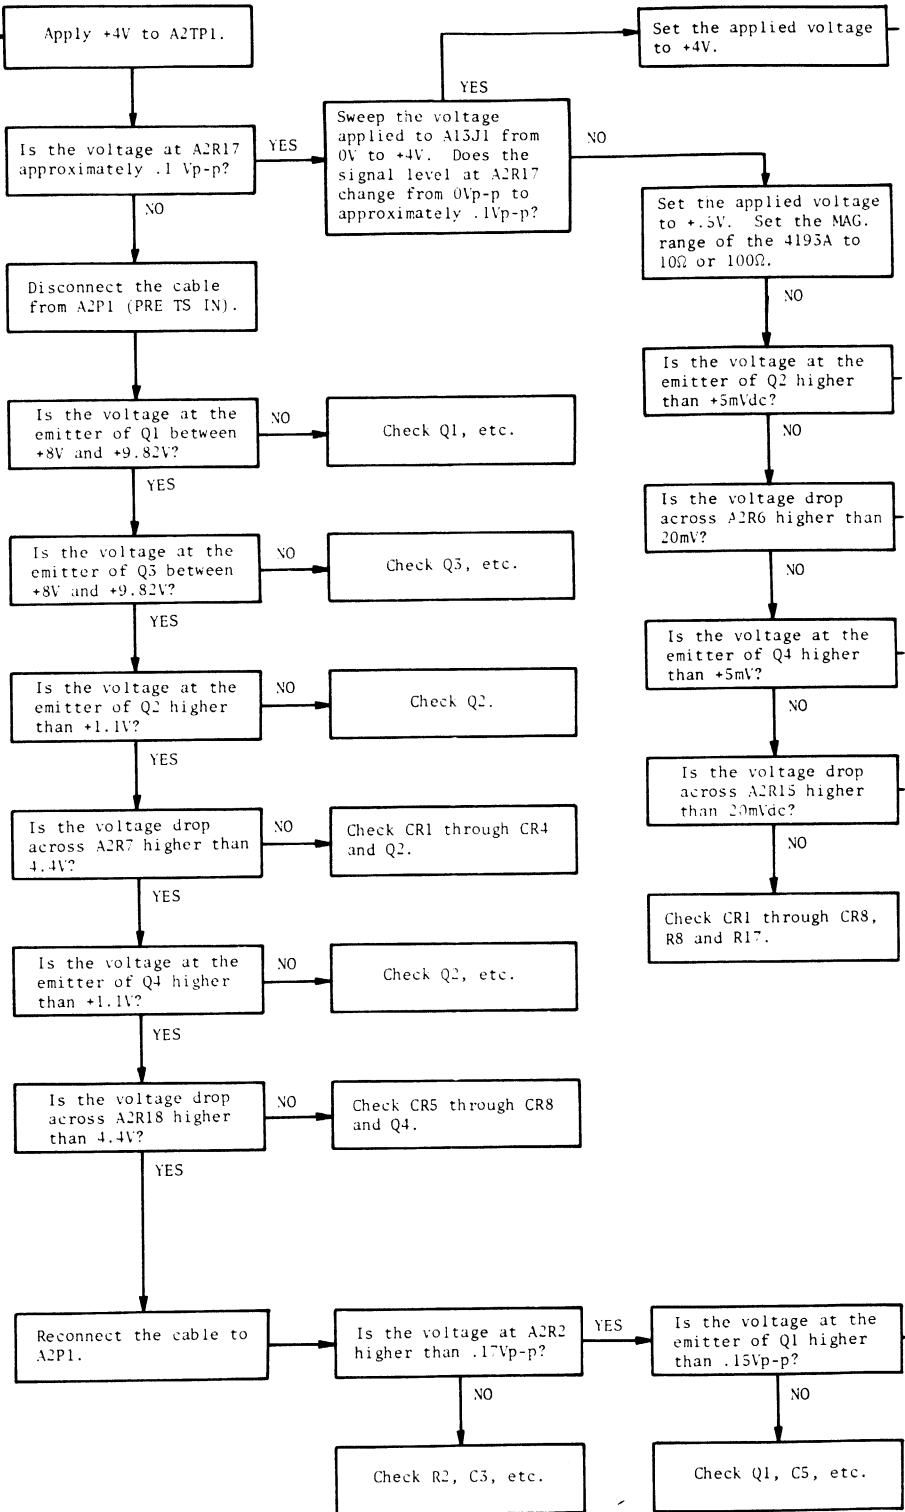 Apply +4V to A2TP1.
Set the applied voltage
to +4V.
YES
Is the voltage at A2R17
approximately .1 Vp-p?
YES
Sweep the voltage
applied to A13J1 from
0V to +4V. Does the
signal level at A2R17
change from 0Vp-p to
approximately .1Vp-p?
NO
NO
Set the applied voltage
to +.5V. Set the MAG.
range of the 4193A to
10Ω or 100Ω.
NO
Disconnect the cable
from A2P1 (PRE TS IN).
Is the voltage at the
emitter of Q2 higher
than +5mVdc?
NO
Is the voltage at the
emitter of Q1 between
+8V and +9.82V?
NO
Check Q1, etc.
YES
Is the voltage drop
across A2R6 higher than
20mV?
NO
Is the voltage at the
emitter of Q3 between
+8V and +9.82V?
NO
Check Q3, etc.
YES
Is the voltage at the
emitter of Q4 higher
than +5mV?
NO
Is the voltage at the
emitter of Q2 higher
than +1.1V?
NO
Check Q2.
YES
Is the voltage drop
across A2R15 higher
than 20mVdc?
NO
Is the voltage drop
across A2R7 higher than
4.4V?
NO
Check CR1 through CR4
and Q2.
YES
Check CR1 through CR8,
R8 and R17.
Is the voltage at the
emitter of Q4 higher
than +1.1V?
NO
Check Q2, etc.
YES
Is the voltage drop
across A2R18 higher
than 4.4V?
NO
Check CR5 through CR8
and Q4.
YES
Reconnect the cable to
A2P1.
Is the voltage at A2R2
higher than .17Vp-p?
YES
Is the voltage at the
emitter of Q1 higher
than .15Vp-p?
NO
NO
Check R2, C3, etc.
Check Q1, C5, etc.